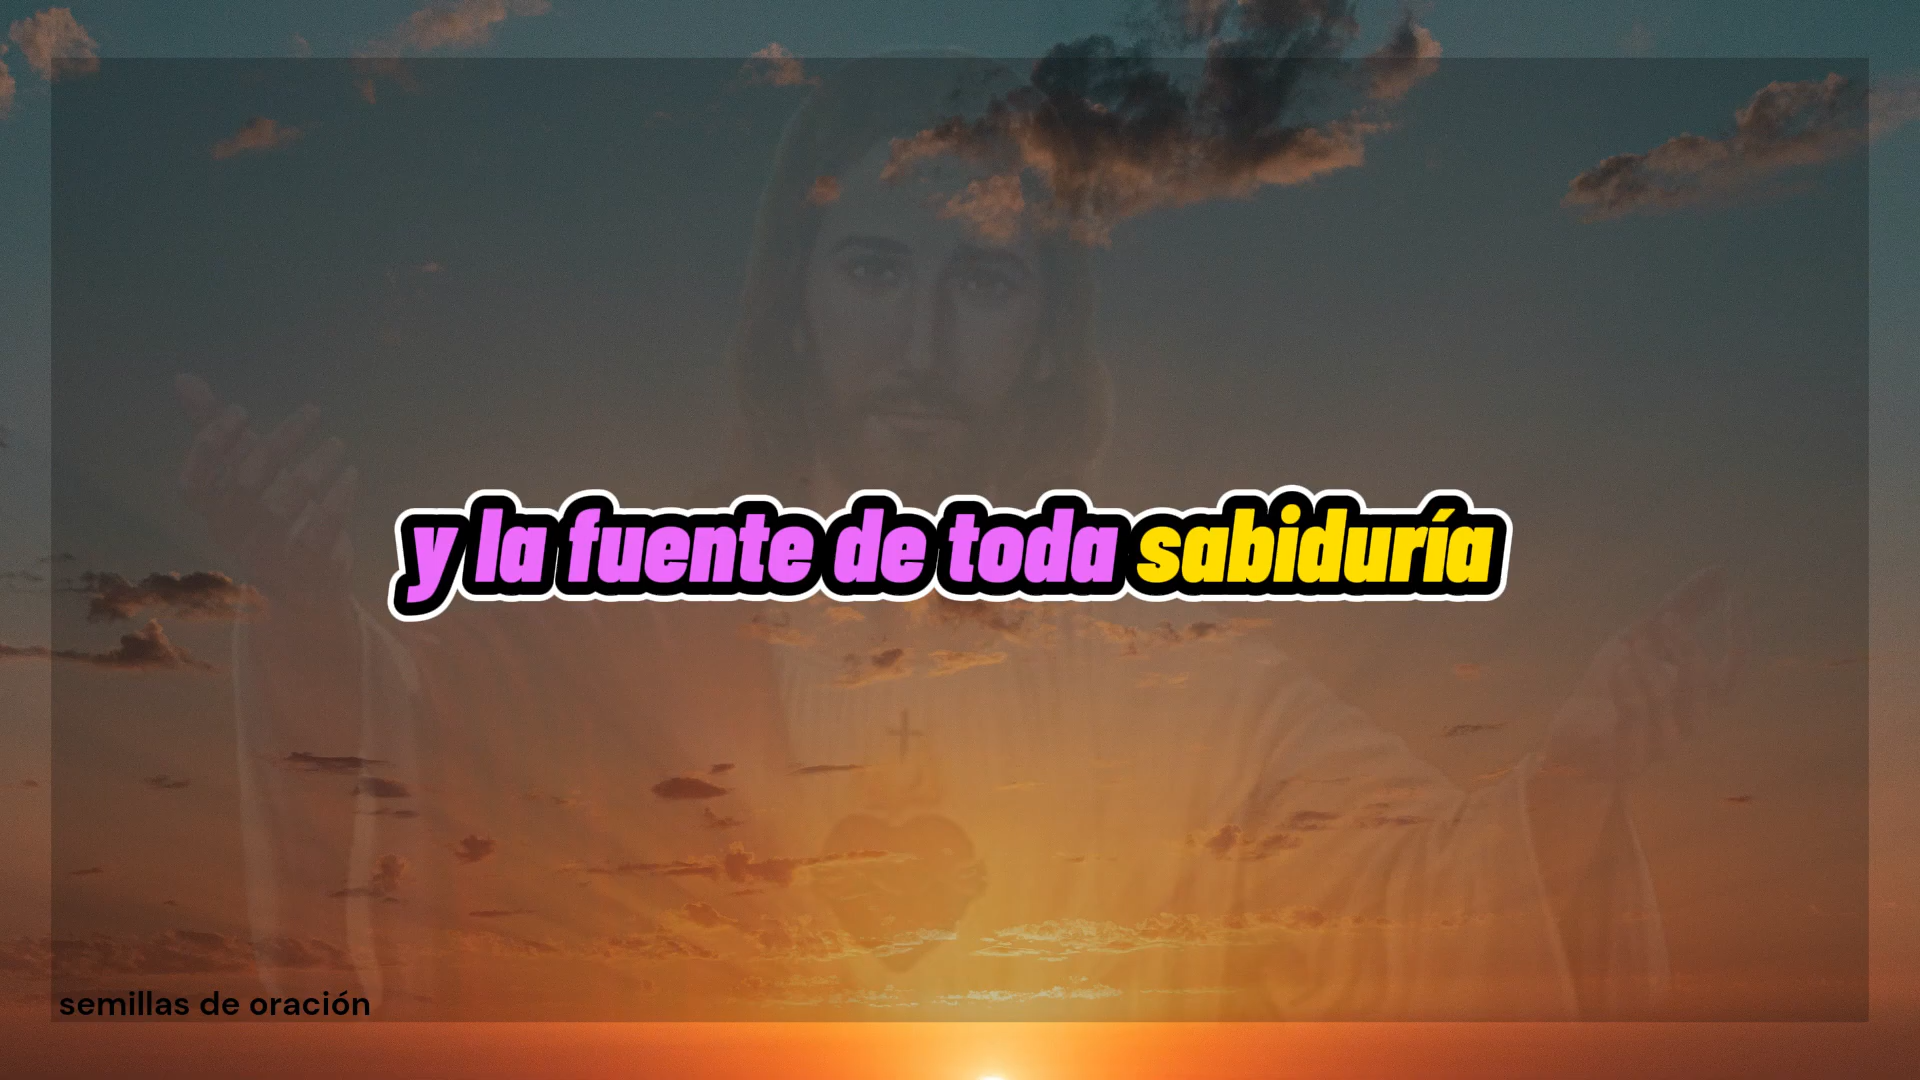 y la fuente de toda sabiduría
semillas de oración